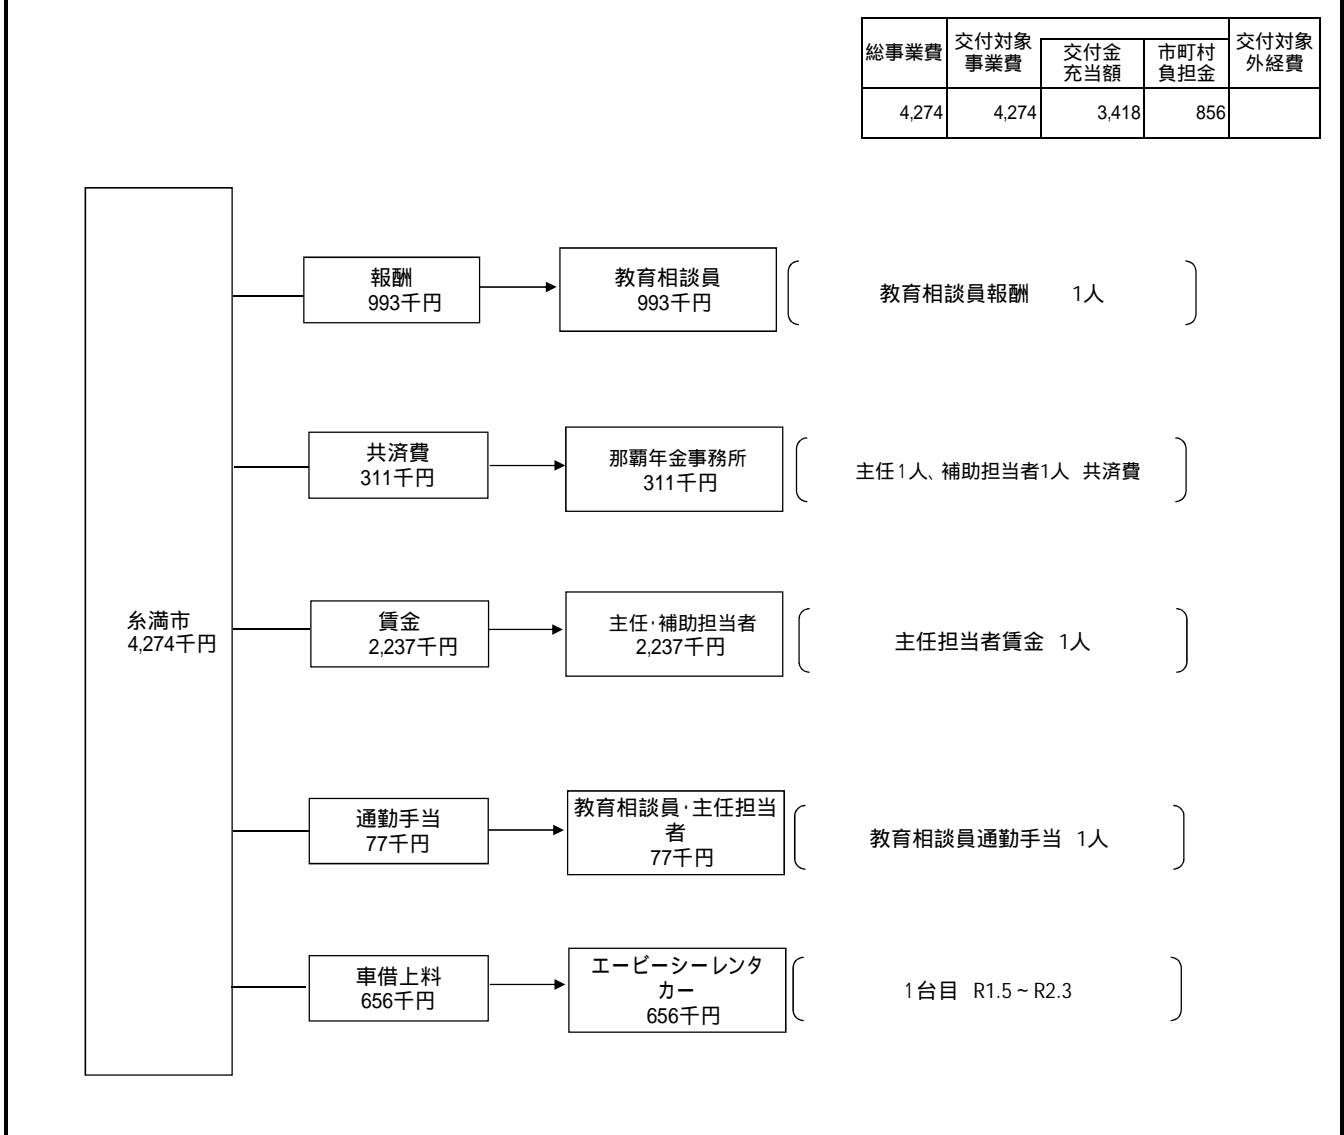 総事業費
交付対象
事業費
交付金
充当額
市町村
負担金
交付対象
外経費
4,274
4,274
3,418
856
糸満市
4,274千円
報酬
993千円
教育相談員
993千円
教育相談員報酬　　1人
共済費
311千円
那覇年金事務所
311千円
主任1人、補助担当者1人　共済費
賃金
2,237千円
主任・補助担当者
2,237千円
主任担当者賃金　1人
通勤手当
77千円
教育相談員・主任担当
者
77千円
教育相談員通勤手当　1人
車借上料
656千円
エービーシーレンタ
カー
656千円
1台目　R1.5～R2.3